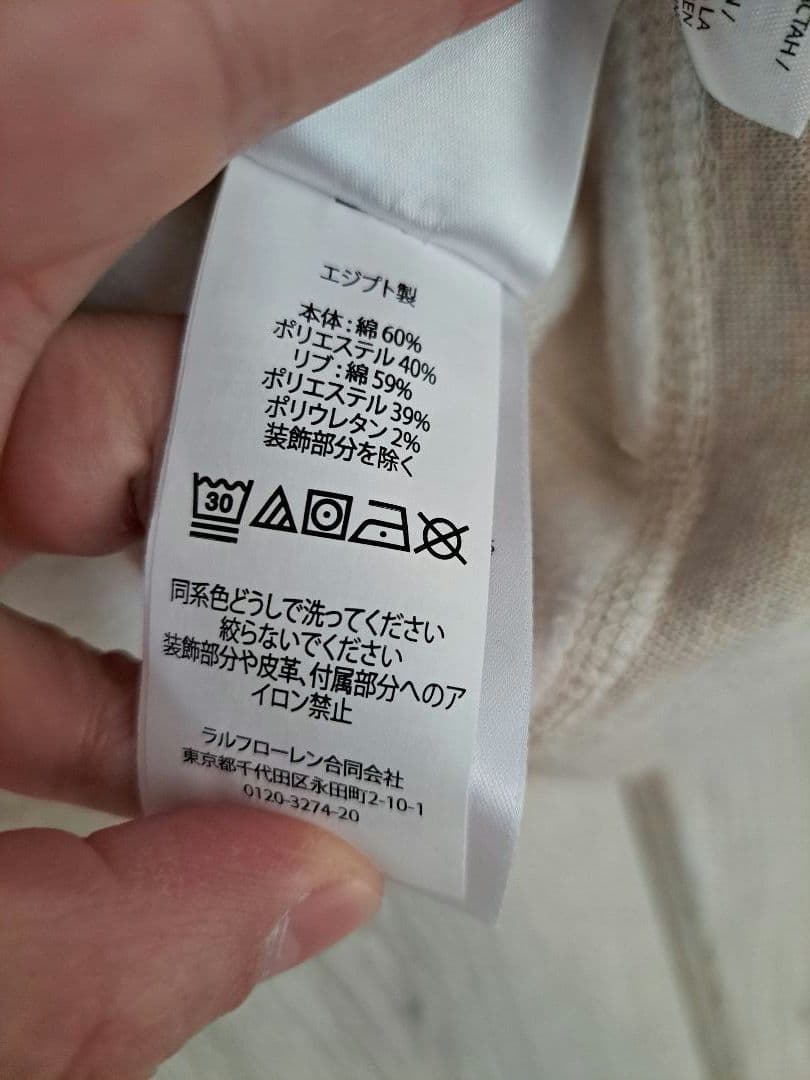 СТАН /
エジプト製
本体 : 綿 60%
ポリエステル 40%
リブ : 綿 59%
ポリエステル 39%
ポリウレタン 2%
装飾部分を除く
30
同系色どうしで洗ってください
絞らないでください
装飾部分や皮革、付属部分へのア
イロン禁止
ラルフローレン合同会社
東京都千代田区永田町2-10-1
0120-3274-20